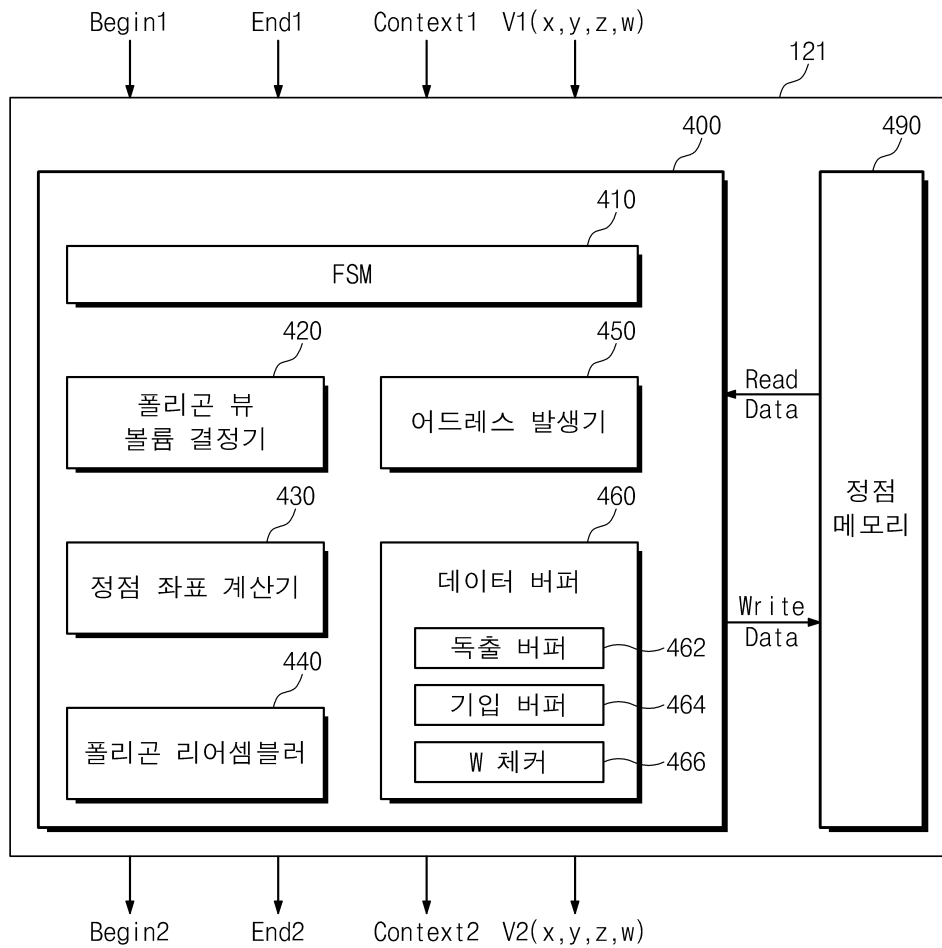 Begin1 End1 Context1 V1(x,y,z,w)
121
400
490
410
FSM
420
450
폴리곤 뷰
볼륨 결정기
어드레스 발생기
Read
Data
430
460
정점
메모리
정점 좌표 계산기
데이터 버퍼
Write
Data
독출 버퍼
462
440
기입 버퍼
464
폴리곤 리어셈블러
W 체커
466
Begin2 End2 Context2 V2(x,y,z,w)